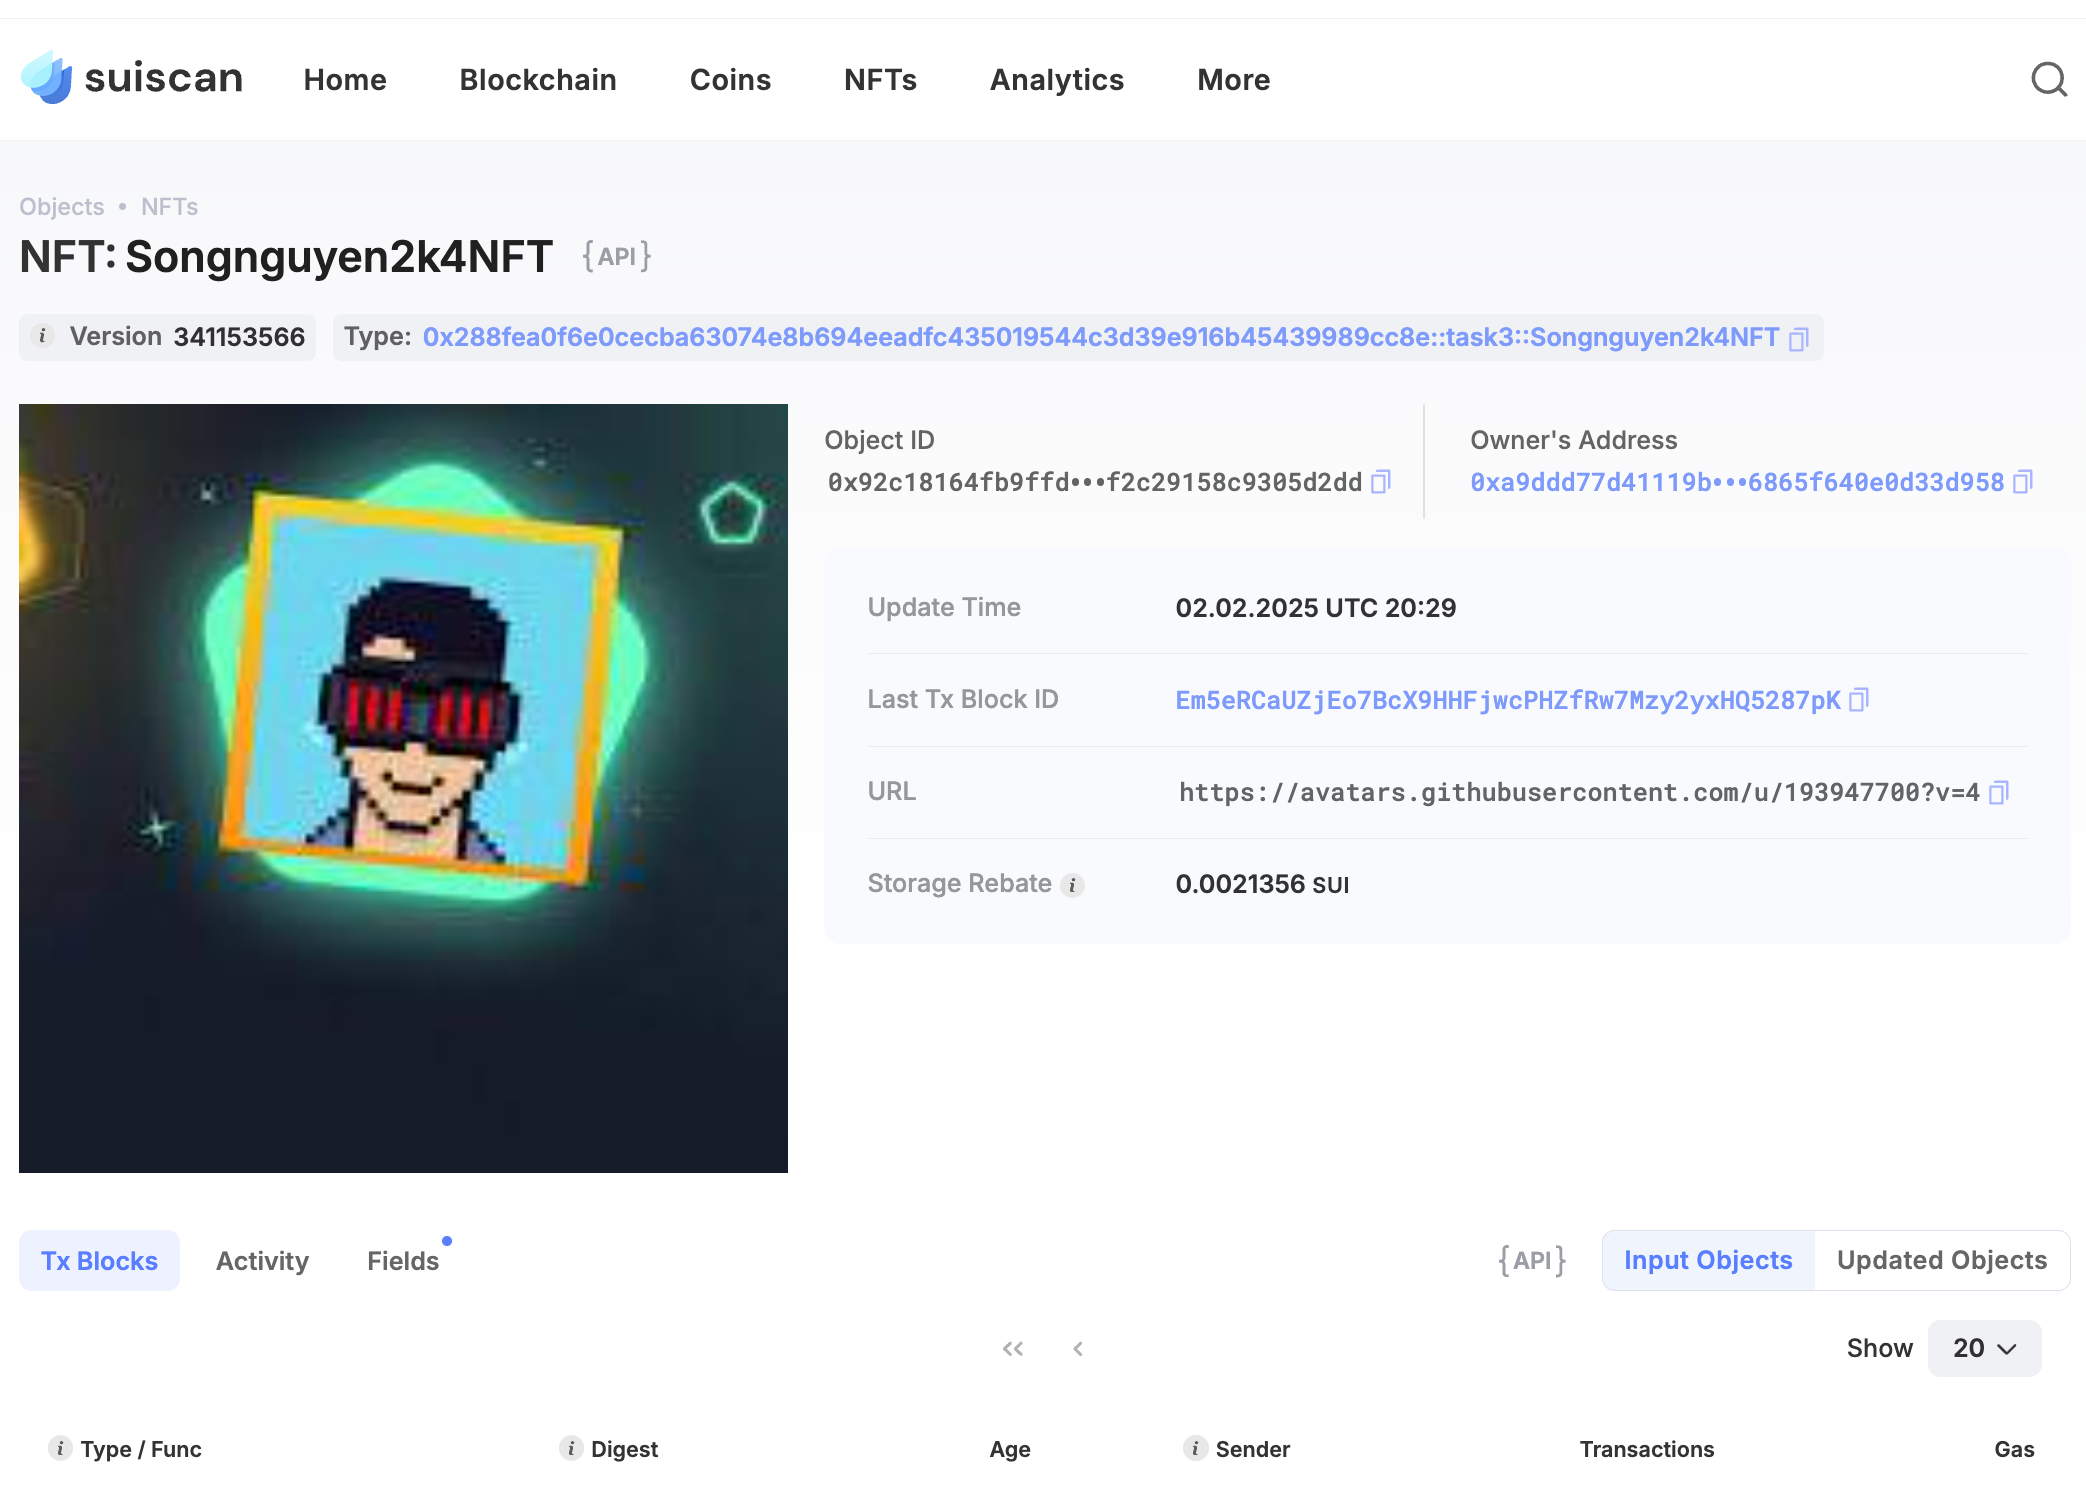 suiscan Home Blockchain Coins NFTs Analytics More
Objects • NFTs
NFT: Songnguyen2k4NFT {API}
i Version 341153566 Type: 0x288fea0f6e0cecba63074e8b694eeadfc435019544c3d39e916b45439989cc8e::task3::Songnguyen2k4NFT
Object ID
0x92c18164fb9ffd•••f2c29158c9305d2dd
Owner's Address
0xa9ddd77d41119b•••6865f640e0d33d958
Update Time 02.02.2025 UTC 20:29
Last Tx Block ID Em5eRCaUZjEo7BcX9HHFjwcPHZfRw7Mzy2yxHQ5287pK
URL https://avatars.githubusercontent.com/u/193947700?v=4
Storage Rebate i 0.0021356 SUI
Tx Blocks Activity Fields {API} Input Objects Updated Objects
Show 20
i Type / Func i Digest Age i Sender Transactions Gas